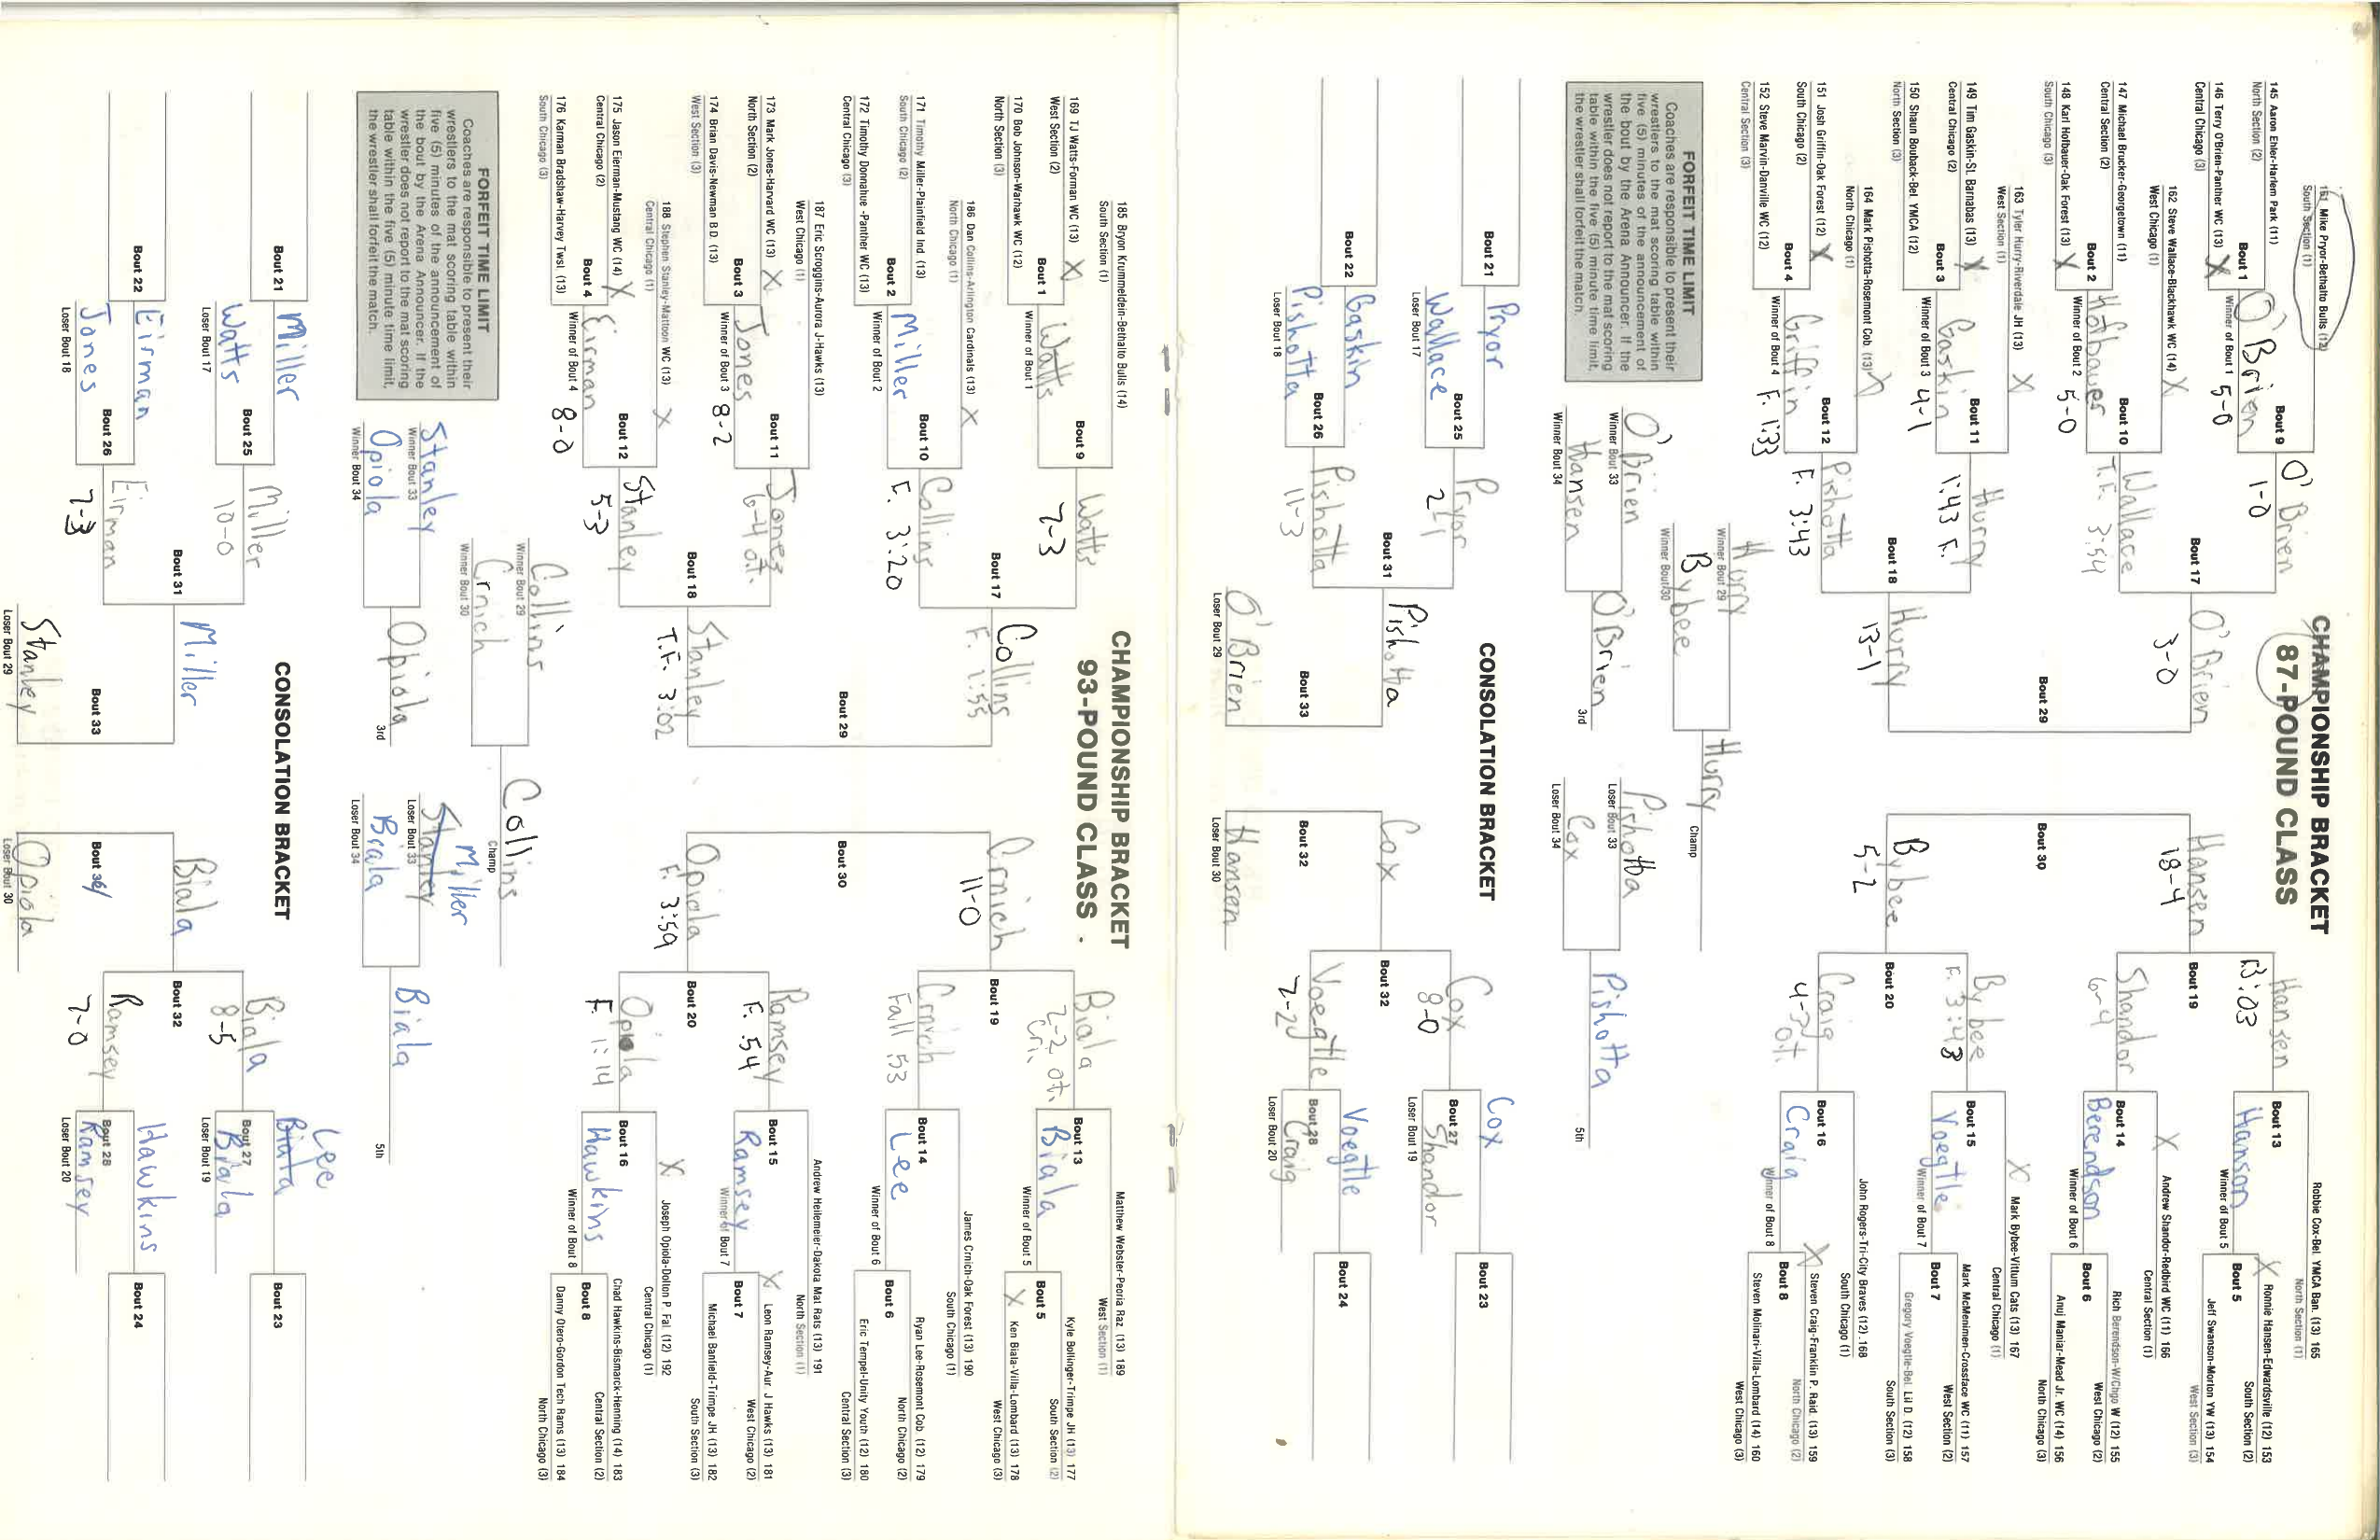 CHAMPIONSHIP BRACKET
87-POUND CLASS
161 Mike Pryor-Bethalto Bulls (12)
South Section (1)
145 Aaron Ehler-Harlem Park (11)
North Section (2)
Bout 1
146 Terry O'Brien-Panther WC (13) X
Central Chicago (3)
O'Brien
Winner of Bout 1 5-0
Bout 9
O'Brien
1-0
162 Steve Wallace-Blackhawk WC (14) X
West Chicago (1)
147 Michael Brucker-Georgetown (11)
Central Section (2)
Bout 2
148 Karl Hofbauer-Oak Forest (13) X
South Chicago (3)
Hofbauer
Winner of Bout 2 5-0
Bout 10
Wallace
T.F. 3:54
Bout 17
O'Brien
3-0
163 Tyler Hurry-Riverdale JH (13) X
West Section (1)
149 Tim Gaskin-St. Barnabas (13) X
Central Chicago (2)
Bout 3
150 Shaun Bouback-Bel. YMCA (12)
North Section (3)
Gaskin
Winner of Bout 3 4-1
Bout 11
Hurry
1:43 F.
164 Mark Pishotta-Rosemont Cob. (13) X
North Chicago (1)
151 Josh Griffin-Oak Forest (12) X
South Chicago (2)
Bout 4
152 Steve Marvin-Danville WC (12)
Central Section (3)
Griffin
Winner of Bout 4 F. 1:33
Bout 12
Pishotta
F. 3:43
Bout 18
Hurry
13-1
Bout 29
Bout 30
Hansen
18-4
Bybee
5-2
Bout 19
Hansen
3:03
Shandor
6-4
Bout 20
Bybee
F. 3:48
Craig
4-3 o.t.
Robbie Cox-Bel. YMCA Ban. (13) 165
North Section (1)
Bout 13
Hanson
Winner of Bout 5
X Ronnie Hansen-Edwardsville (12) 153
South Section (2)
Bout 5
Jeff Swanson-Morton YW (13) 154
West Section (3)
X Andrew Shandor-Redbird WC (11) 166
Central Section (1)
Bout 14
Berendson
Winner of Bout 6
Rich Berendson-W/Chgo W (12) 155
West Chicago (2)
Bout 6
Anuj Maniar-Mead Jr. WC (14) 156
North Chicago (3)
X Mark Bybee-Vittum Cats (13) 167
Central Chicago (1)
Bout 15
Voegtle
Winner of Bout 7
Mark McMenimen-Crossface WC (11) 157
West Section (2)
Bout 7
Gregory Voegtle-Bel. Lil D. (12) 158
South Section (3)
John Rogers-Tri-City Braves (12) 168
South Chicago (1)
Bout 16
Craig
Winner of Bout 8
X Steven Craig-Franklin P. Raid. (13) 159
North Chicago (2)
Bout 8
Steven Molinari-Villa-Lombard (14) 160
West Chicago (3)
FORFEIT TIME LIMIT
Coaches are responsible to present their
wrestlers to the mat scoring table within
five (5) minutes of the announcement of
the bout by the Arena Announcer. If the
wrestler does not report to the mat scoring
table within the five (5) minute time limit,
the wrestler shall forfeit the match.
Hurry
Winner Bout 29
Bybee
Winner Bout 30
Hurry
Champ
O'Brien
Winner Bout 33
Hansen
Winner Bout 34
O'Brien
3rd
Pishotta
Loser Bout 33
Cox
Loser Bout 34
Pishotta
5th
CONSOLATION BRACKET
Bout 21
Pryor
Wallace
Loser Bout 17
Bout 25
Pryor
2-1
Bout 22
Gaskin
Pishotta
Loser Bout 18
Bout 26
Pishotta
11-3
Bout 31
Pishotta
Bout 33
O'Brien
Loser Bout 29
Cox
Bout 32
Hansen
Loser Bout 30
Cox
8-0
Bout 32
Voegtle
7-2
Cox
Bout 27
Shandor
Loser Bout 19
Voegtle
Bout 28
Craig
Loser Bout 20
Bout 23
Bout 24
CHAMPIONSHIP BRACKET
93-POUND CLASS
185 Bryon Krummeldein-Bethalto Bulls (14)
South Section (1)
169 TJ Watts-Forman WC (13) X
West Section (2)
Bout 1
170 Bob Johnson-Warhawk WC (12)
North Section (3)
Watts
Winner of Bout 1
Bout 9
Watts
7-3
186 Dan Collins-Arlington Cardinals (13) X
North Chicago (1)
171 Timothy Miller-Plainfield Ind (13)
South Chicago (2)
Bout 2
172 Timothy Donnahue -Panther WC (13)
Central Chicago (3)
Miller
Winner of Bout 2
Bout 10
Collins
F. 3:20
Bout 17
Collins
F. 1:55
187 Eric Scroggins-Aurora J-Hawks (13)
West Chicago (1)
173 Mark Jones-Harvard WC (13) X
North Section (2)
Bout 3
174 Brian Davis-Newman B D. (13)
West Section (3)
Jones
Winner of Bout 3 8-2
Bout 11
Jones
6-4 o.t.
188 Stephen Stanley-Mattoon WC (13) X
Central Chicago (1)
175 Jason Eierman-Mustang WC (14) X
Central Chicago (2)
Bout 4
176 Karman Bradshaw-Harvey Twsl. (13)
South Chicago (3)
Eirman
Winner of Bout 4 8-0
Bout 12
Stanley
5-3
Bout 18
Stanley
T.F. 3:02
Bout 29
Bout 30
Crnich
11-0
Opiola
F. 3:59
Bout 19
Biala
2-2 ot.
Cri.
Crnich
Fall :53
Bout 20
Ramsey
F. :54
Opiola
F. 1:14
Matthew Webster-Peoria Raz. (13) 189
West Section (1)
Bout 13
Biala
Winner of Bout 5
Kyle Bollinger-Trimpe JH (13) 177
South Section (2)
Bout 5
X Ken Biala-Villa-Lombard (13) 178
West Chicago (3)
James Crnich-Oak Forest (13) 190
South Chicago (1)
Bout 14
Lee
Winner of Bout 6
Ryan Lee-Rosemont Cob. (12) 179
North Chicago (2)
Bout 6
Eric Tempel-Unity Youth (12) 180
Central Section (3)
Andrew Heilemeier-Dakota Mat Rats (13) 191
North Section (1)
Bout 15
Ramsey
Winner of Bout 7
X Leon Ramsey-Aur. J Hawks (13) 181
West Chicago (2)
Bout 7
Michael Banfield-Trimpe JH (13) 182
South Section (3)
X Joseph Opiola-Dolton P. Fal. (12) 192
Central Chicago (1)
Bout 16
Hawkins
Winner of Bout 8
Chad Hawkins-Bismarck-Henning (14) 183
Central Section (2)
Bout 8
Danny Otero-Gordon Tech Rams (13) 184
North Chicago (3)
FORFEIT TIME LIMIT
Coaches are responsible to present their
wrestlers to the mat scoring table within
five (5) minutes of the announcement of
the bout by the Arena Announcer. If the
wrestler does not report to the mat scoring
table within the five (5) minute time limit,
the wrestler shall forfeit the match.
Collins
Winner Bout 29
Crnich
Winner Bout 30
Collins
Champ
Stanley
Winner Bout 33
Opiola
Winner Bout 34
Opiola
3rd
Miller
Stanley
Loser Bout 33
Biala
Loser Bout 34
Biala
5th
CONSOLATION BRACKET
Bout 21
Miller
Watts
Loser Bout 17
Bout 25
Miller
10-0
Bout 22
Eirman
Jones
Loser Bout 18
Bout 26
Eirman
7-3
Bout 31
Miller
Bout 33
Stanley
Loser Bout 29
Biala
Opiola
Loser Bout 30
Biala
8-5
Bout 32
Ramsey
7-0
Lee
Biala
Bout 27
Biala
Loser Bout 19
Hawkins
Bout 28
Ramsey
Loser Bout 20
Bout 23
Bout 24